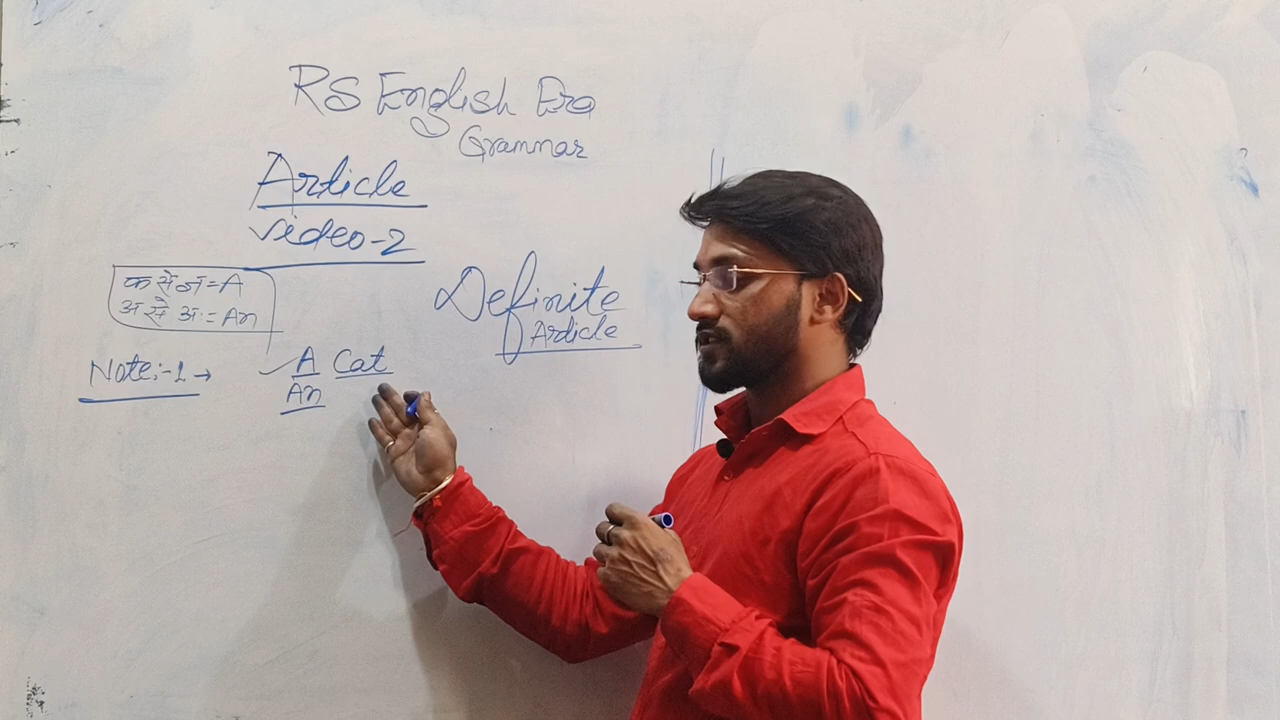 RS English Era
Grammar
Article
video-2
क से ज्ञ = A
अ से अः = An
Definite
Article
Note:-1 → ✓ A Cat
An